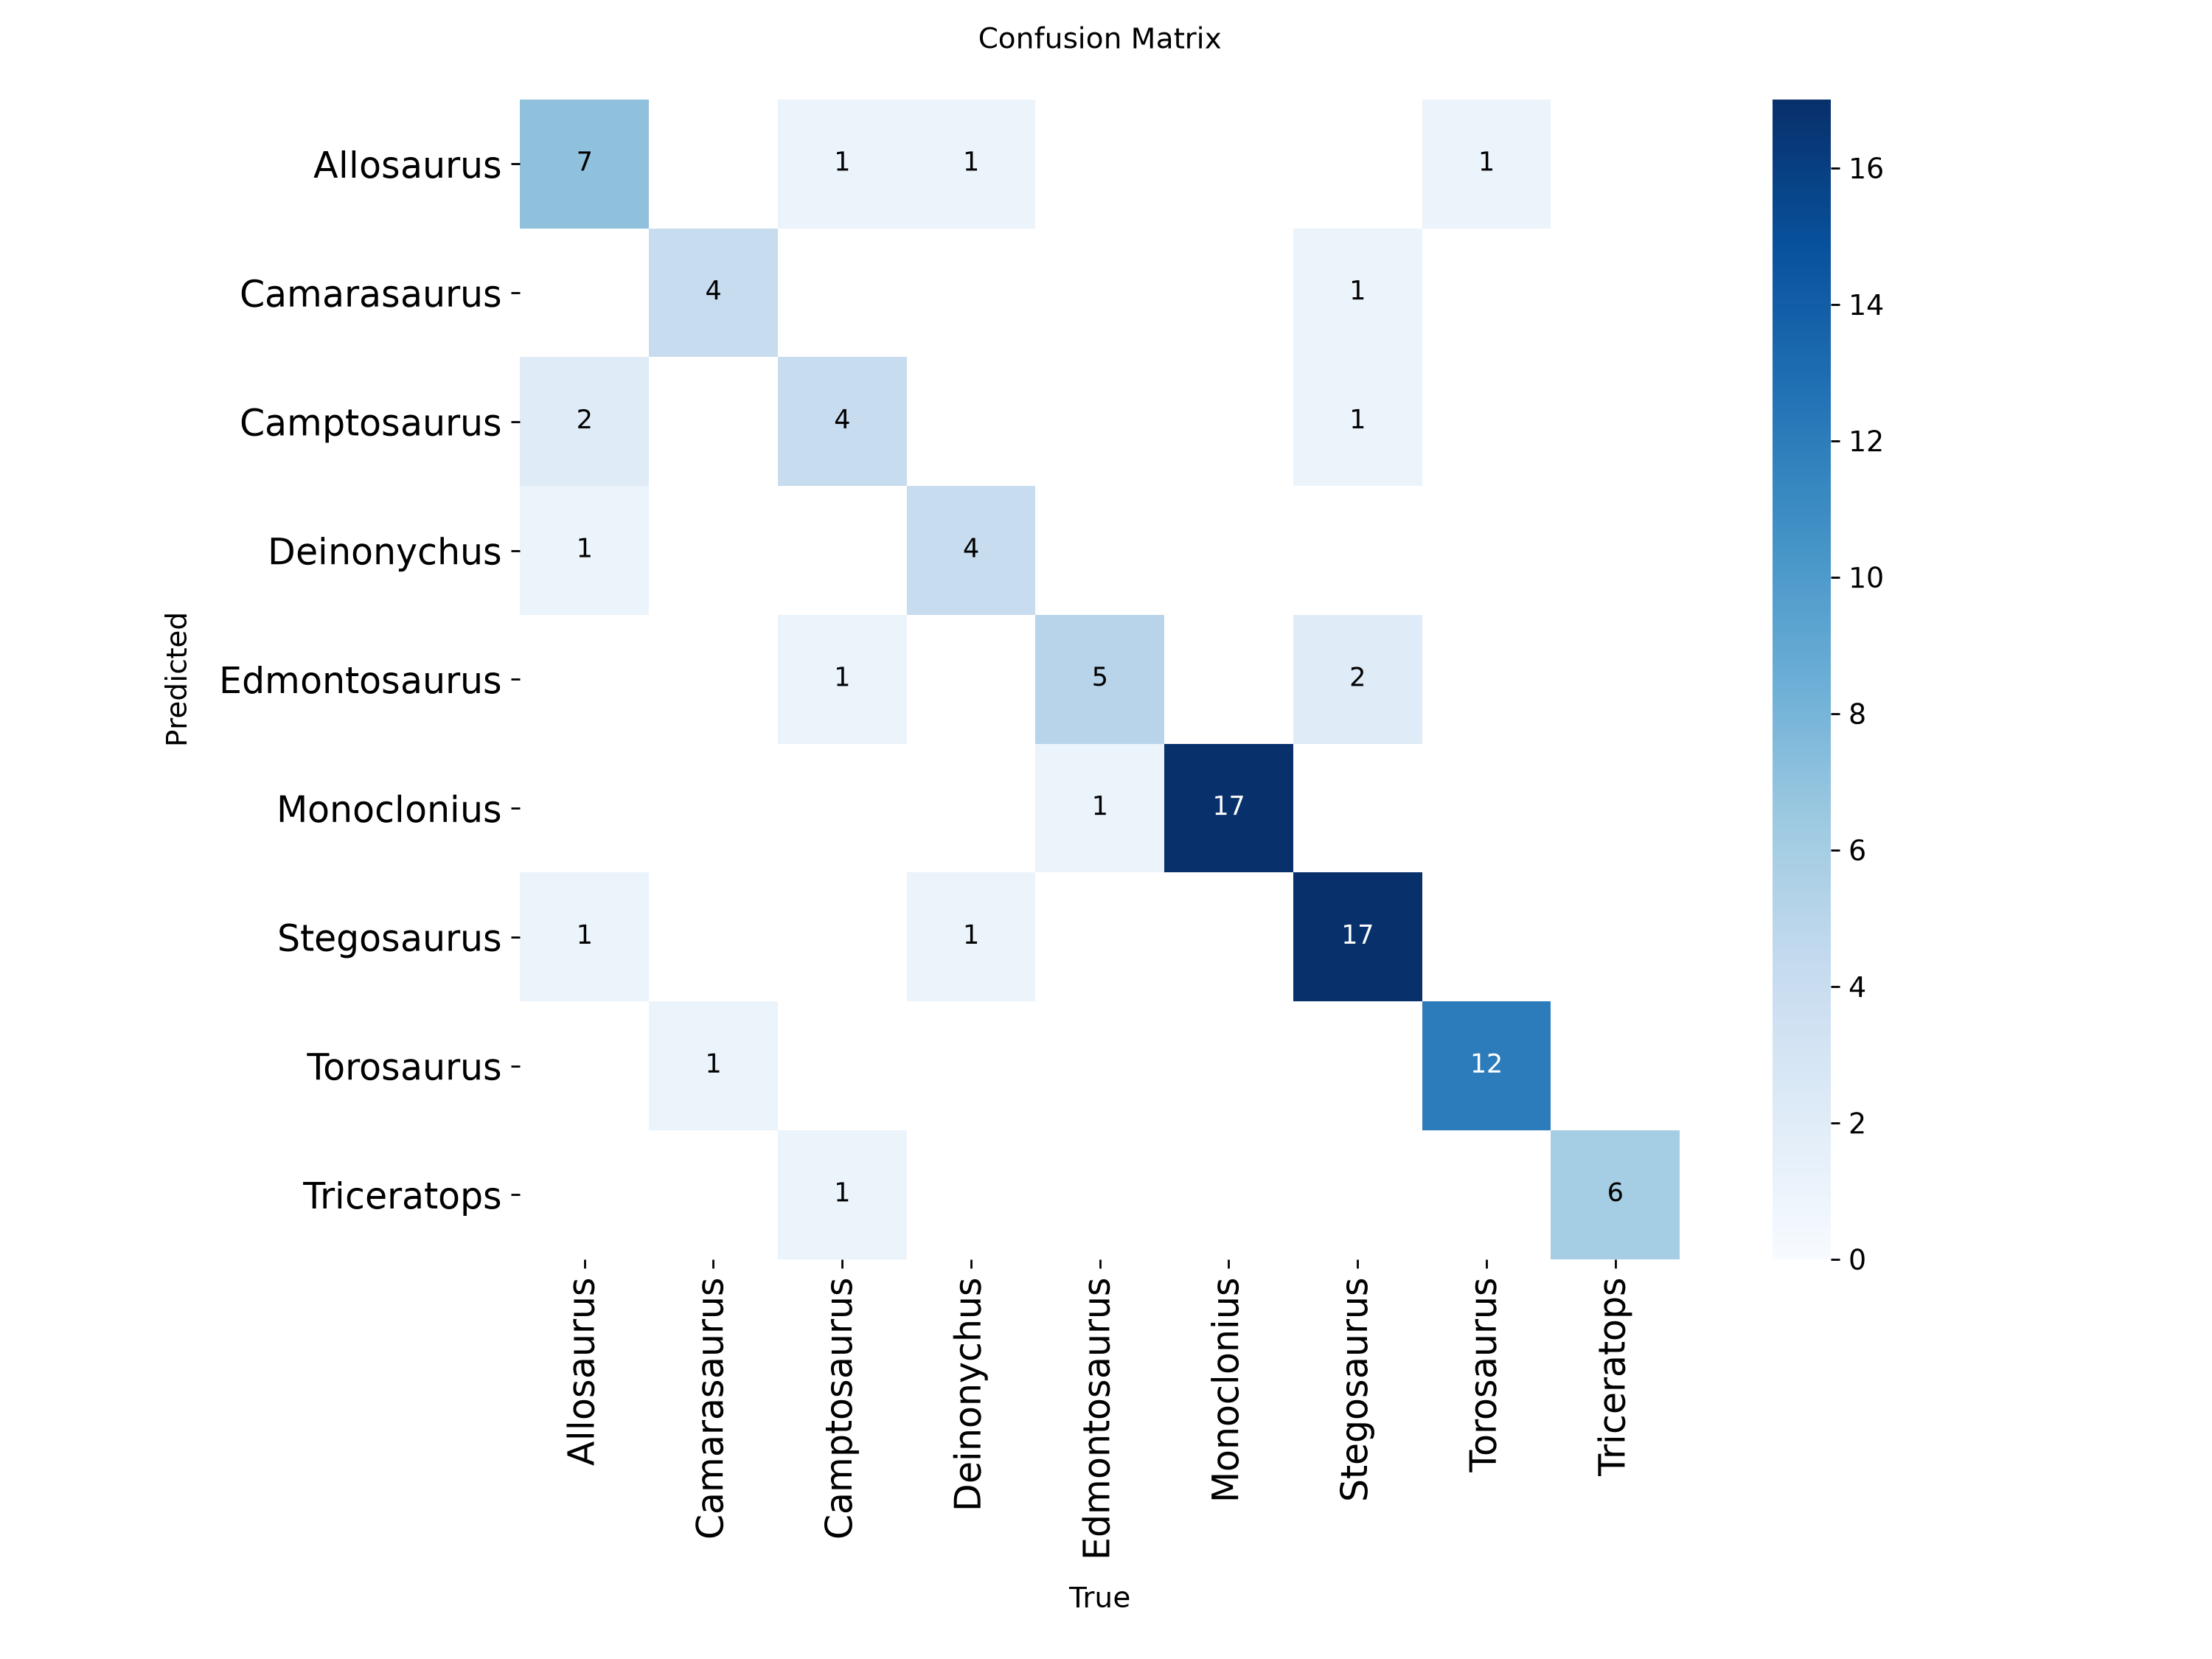 Confusion Matrix
Allosaurus 7 1 1 1
Camarasaurus 4 1
Camptosaurus 2 4 1
Deinonychus 1 4
Edmontosaurus 1 5 2
Monoclonius 1 17
Stegosaurus 1 1 17
Torosaurus 1 12
Triceratops 1 6
Predicted
Allosaurus
Camarasaurus
Camptosaurus
Deinonychus
Edmontosaurus
Monoclonius
Stegosaurus
Torosaurus
Triceratops
True
16
14
12
10
8
6
4
2
0